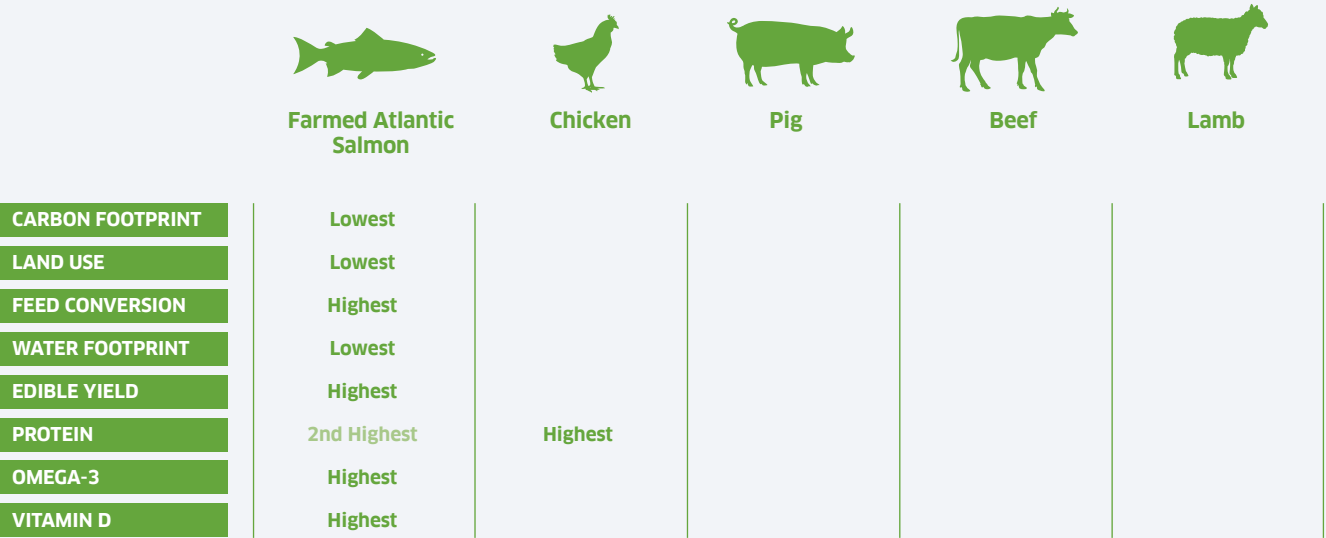 Farmed Atlantic
Salmon
Chicken
Pig
Beef
Lamb
CARBON FOOTPRINT Lowest
LAND USE Lowest
FEED CONVERSION Highest
WATER FOOTPRINT Lowest
EDIBLE YIELD Highest
PROTEIN 2nd Highest Highest
OMEGA-3 Highest
VITAMIN D Highest